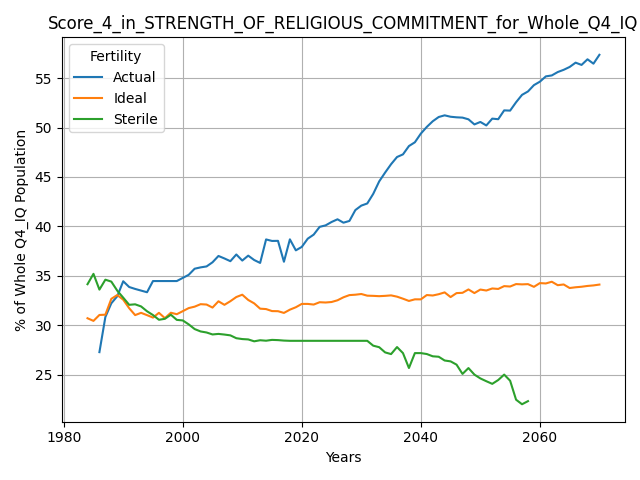 Score_4_in_STRENGTH_OF_RELIGIOUS_COMMITMENT_for_Whole_Q4_IQ
Fertility
Actual
Ideal
Sterile
% of Whole Q4_IQ Population
55
50
45
40
35
30
25
1980
2000
2020
2040
2060
Years